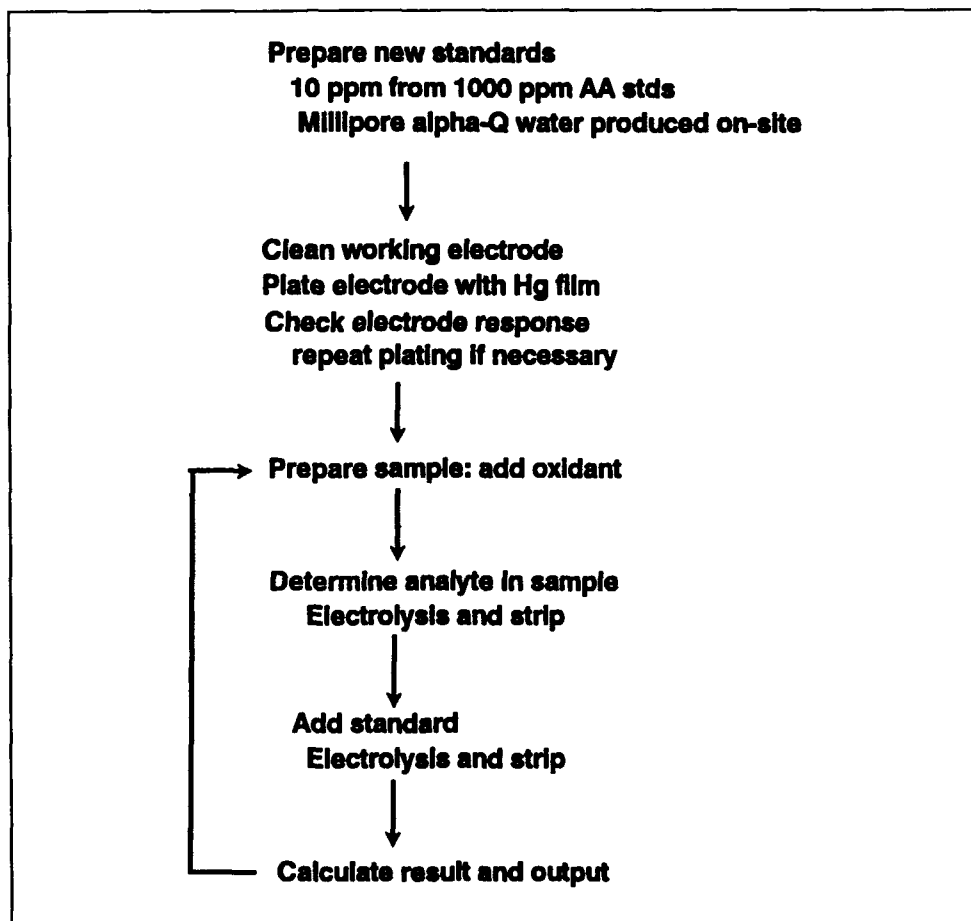 Prepare new standards
10 ppm from 1000 ppm AA stds
Millipore alpha-Q water produced on-site
Clean working electrode
Plate electrode with Hg film
Check electrode response
repeat plating if necessary
Prepare sample: add oxidant
Determine analyte in sample
Electrolysis and strip
Add standard
Electrolysis and strip
Calculate result and output